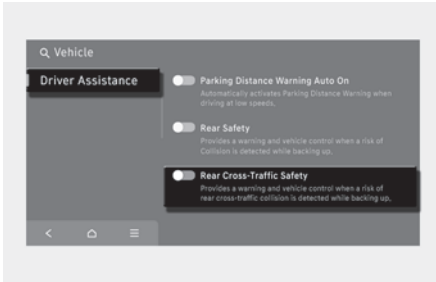 Vehicle
Driver Assistance
Parking Distance Warning Auto On
Automatically activates Parking Distance Warning when
driving at low speeds.
Rear Safety
Provides a warning and vehicle control when a risk of
Collision is detected while backing up.
Rear Cross-Traffic Safety
Provides a warning and vehicle control when a risk of
rear cross-traffic collision is detected while backing up.